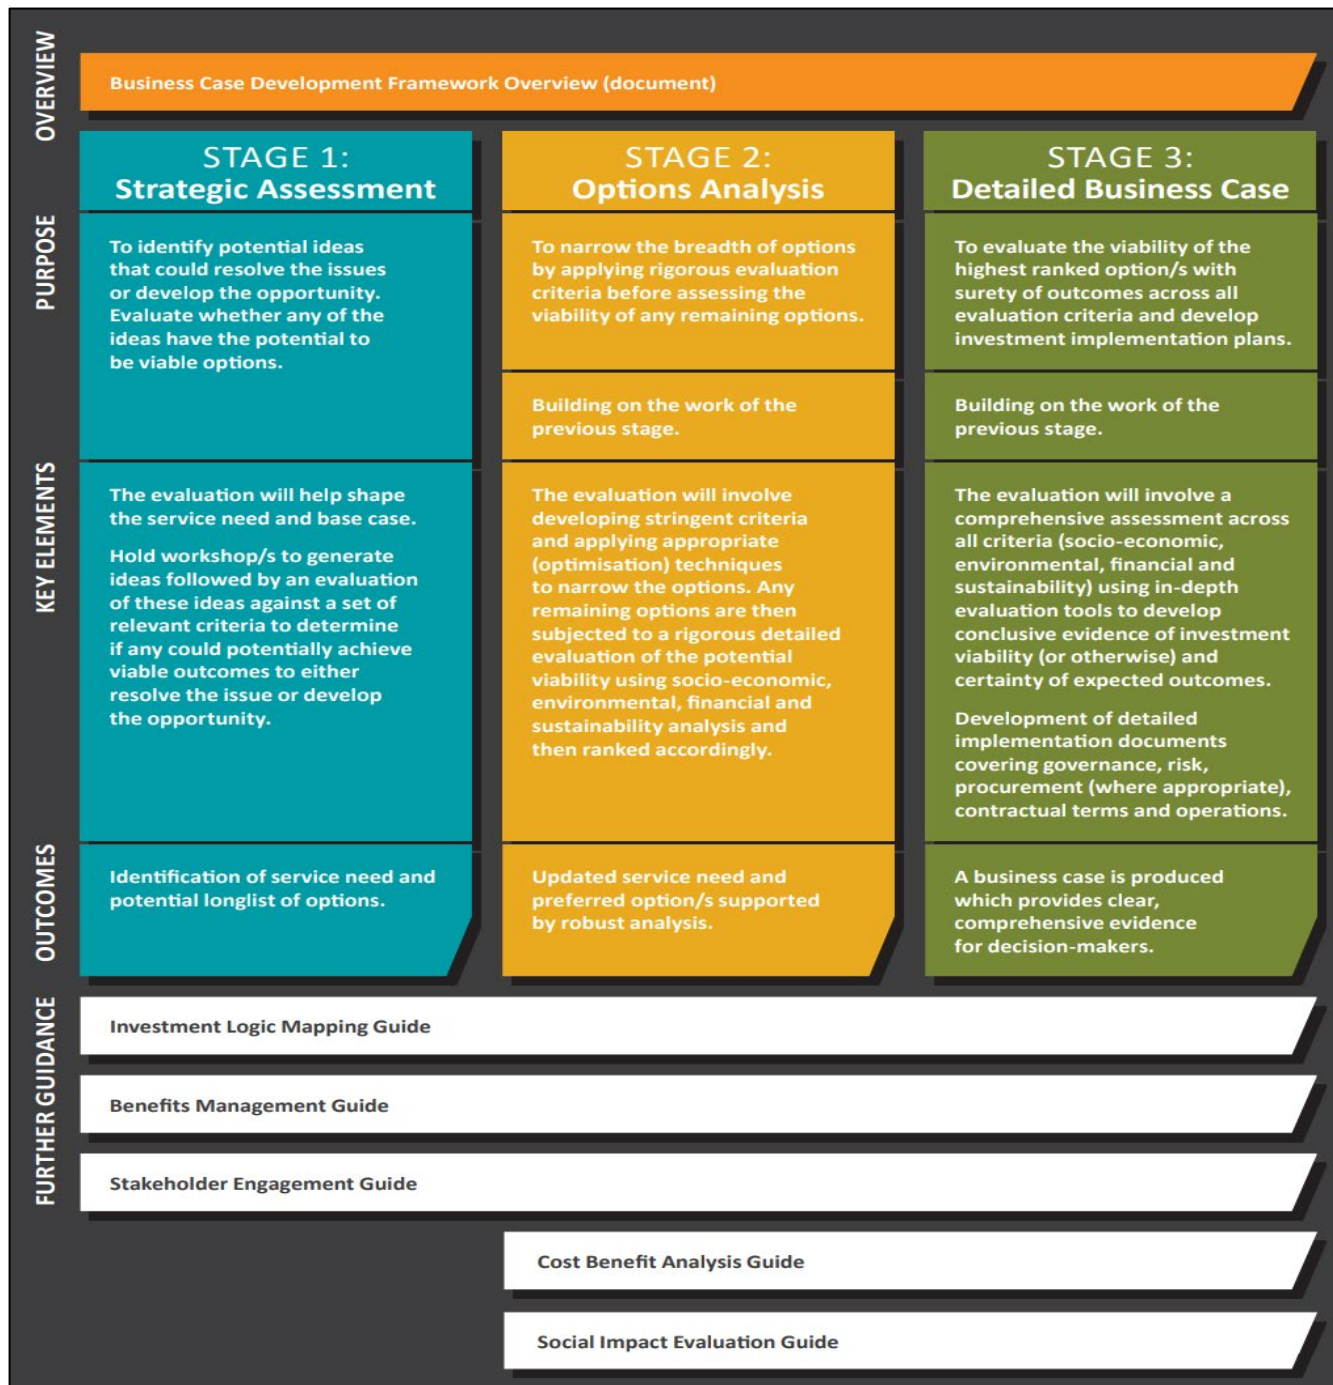 OVERVIEW
Business Case Development Framework Overview (document)
STAGE 1:
Strategic Assessment
STAGE 2:
Options Analysis
STAGE 3:
Detailed Business Case
PURPOSE
To identify potential ideas
that could resolve the issues
or develop the opportunity.
Evaluate whether any of the
ideas have the potential to
be viable options.
To narrow the breadth of options
by applying rigorous evaluation
criteria before assessing the
viability of any remaining options.
Building on the work of the
previous stage.
To evaluate the viability of the
highest ranked option/s with
surety of outcomes across all
evaluation criteria and develop
investment implementation plans.
Building on the work of the
previous stage.
KEY ELEMENTS
The evaluation will help shape
the service need and base case.
Hold workshop/s to generate
ideas followed by an evaluation
of these ideas against a set of
relevant criteria to determine
if any could potentially achieve
viable outcomes to either
resolve the issue or develop
the opportunity.
The evaluation will involve
developing stringent criteria
and applying appropriate
(optimisation) techniques
to narrow the options. Any
remaining options are then
subjected to a rigorous detailed
evaluation of the potential
viability using socio-economic,
environmental, financial and
sustainability analysis and
then ranked accordingly.
The evaluation will involve a
comprehensive assessment across
all criteria (socio-economic,
environmental, financial and
sustainability) using in-depth
evaluation tools to develop
conclusive evidence of investment
viability (or otherwise) and
certainty of expected outcomes.
Development of detailed
implementation documents
covering governance, risk,
procurement (where appropriate),
contractual terms and operations.
OUTCOMES
Identification of service need and
potential longlist of options.
Updated service need and
preferred option/s supported
by robust analysis.
A business case is produced
which provides clear,
comprehensive evidence
for decision-makers.
FURTHER GUIDANCE
Investment Logic Mapping Guide
Benefits Management Guide
Stakeholder Engagement Guide
Cost Benefit Analysis Guide
Social Impact Evaluation Guide